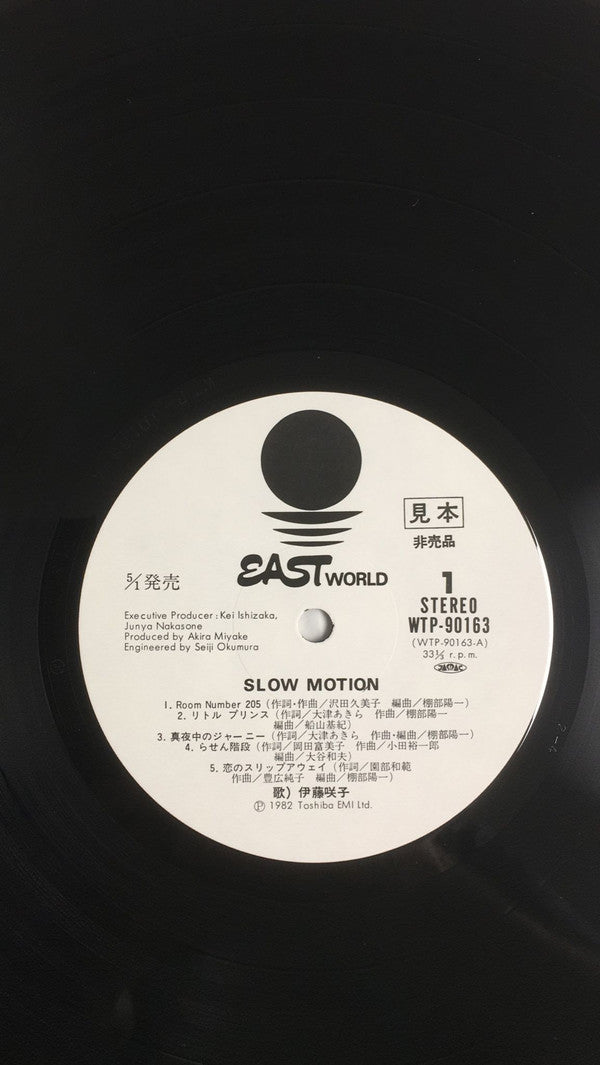 見本
非売品
5/1発売
EAST WORLD
1
STEREO
WTP-90163
(WTP-90163-A)
33⅓ r.p.m.
JASRAC
Executive Producer : Kei Ishizaka,
Junya Nakasone
Produced by Akira Miyake
Engineered by Seiji Okumura
SLOW MOTION
1. Room Number 205 (作詞・作曲/沢田久美子 編曲/棚部陽一)
2. リトル プリンス (作詞/大津あきら 作曲/棚部陽一
編曲/船山基紀)
3. 真夜中のジャーニー (作詞/大津あきら 作曲・編曲/棚部陽一)
4. らせん階段 (作詞/岡田富美子 作曲/小田裕一郎
編曲/大谷和夫)
5. 恋のスリップアウェイ (作詞/園部和範
作曲/豊広純子 編曲/棚部陽一)
歌) 伊藤咲子
Ⓟ 1982 Toshiba EMI Ltd.